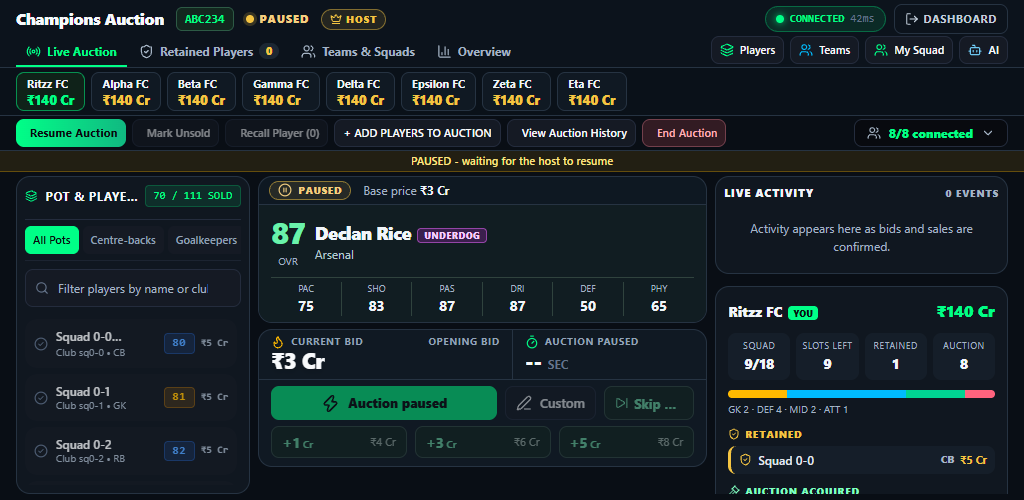 Champions Auction ABC234 PAUSED HOST CONNECTED 42ms DASHBOARD
Live Auction Retained Players 0 Teams & Squads Overview Players Teams My Squad AI
Ritzz FC Alpha FC Beta FC Gamma FC Delta FC Epsilon FC Zeta FC Eta FC
₹140 Cr ₹140 Cr ₹140 Cr ₹140 Cr ₹140 Cr ₹140 Cr ₹140 Cr ₹140 Cr
Resume Auction Mark Unsold Recall Player (0) + ADD PLAYERS TO AUCTION View Auction History End Auction 8/8 connected
PAUSED - waiting for the host to resume
POT & PLAYE... 70 / 111 SOLD
All Pots Centre-backs Goalkeepers
Filter players by name or clu
Squad 0-0... 80 ₹5 Cr
Club sq0-0 • CB
Squad 0-1 81 ₹5 Cr
Club sq0-1 • GK
Squad 0-2 82 ₹5 Cr
Club sq0-2 • RB
PAUSED Base price ₹3 Cr
87 Declan Rice UNDERDOG
OVR Arsenal
PAC SHO PAS DRI DEF PHY
75 83 87 87 50 65
CURRENT BID OPENING BID AUCTION PAUSED
₹3 Cr -- SEC
Auction paused Custom Skip ...
+1 Cr ₹4 Cr +3 Cr ₹6 Cr +5 Cr ₹8 Cr
LIVE ACTIVITY 0 EVENTS
Activity appears here as bids and sales are
confirmed.
Ritzz FC YOU ₹140 Cr
SQUAD SLOTS LEFT RETAINED AUCTION
9/18 9 1 8
GK 2 • DEF 4 • MID 2 • ATT 1
RETAINED
Squad 0-0 CB ₹5 Cr
AUCTION ACQUIRED